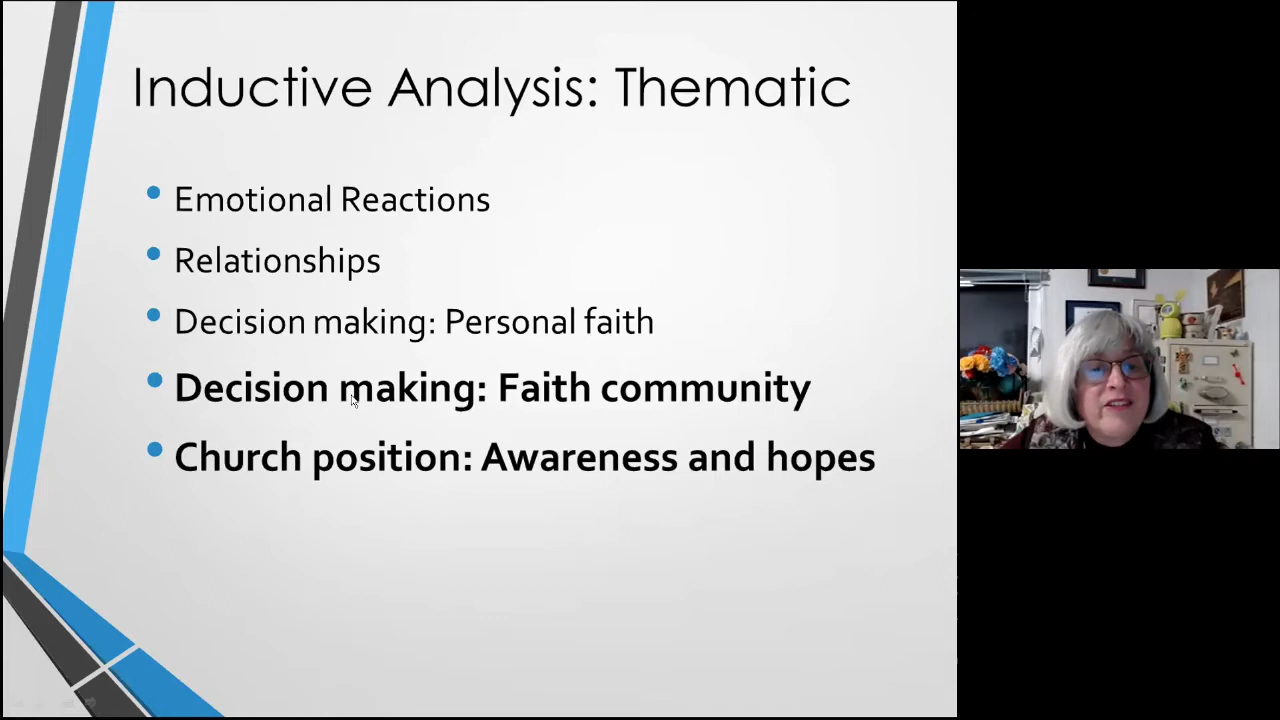 Inductive Analysis: Thematic
Emotional Reactions
Relationships
Decision making: Personal faith
Decision making: Faith community
Church position: Awareness and hopes